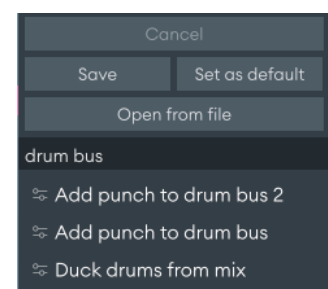 Cancel
Save Set as default
Open from file
drum bus
Add punch to drum bus 2
Add punch to drum bus
Duck drums from mix